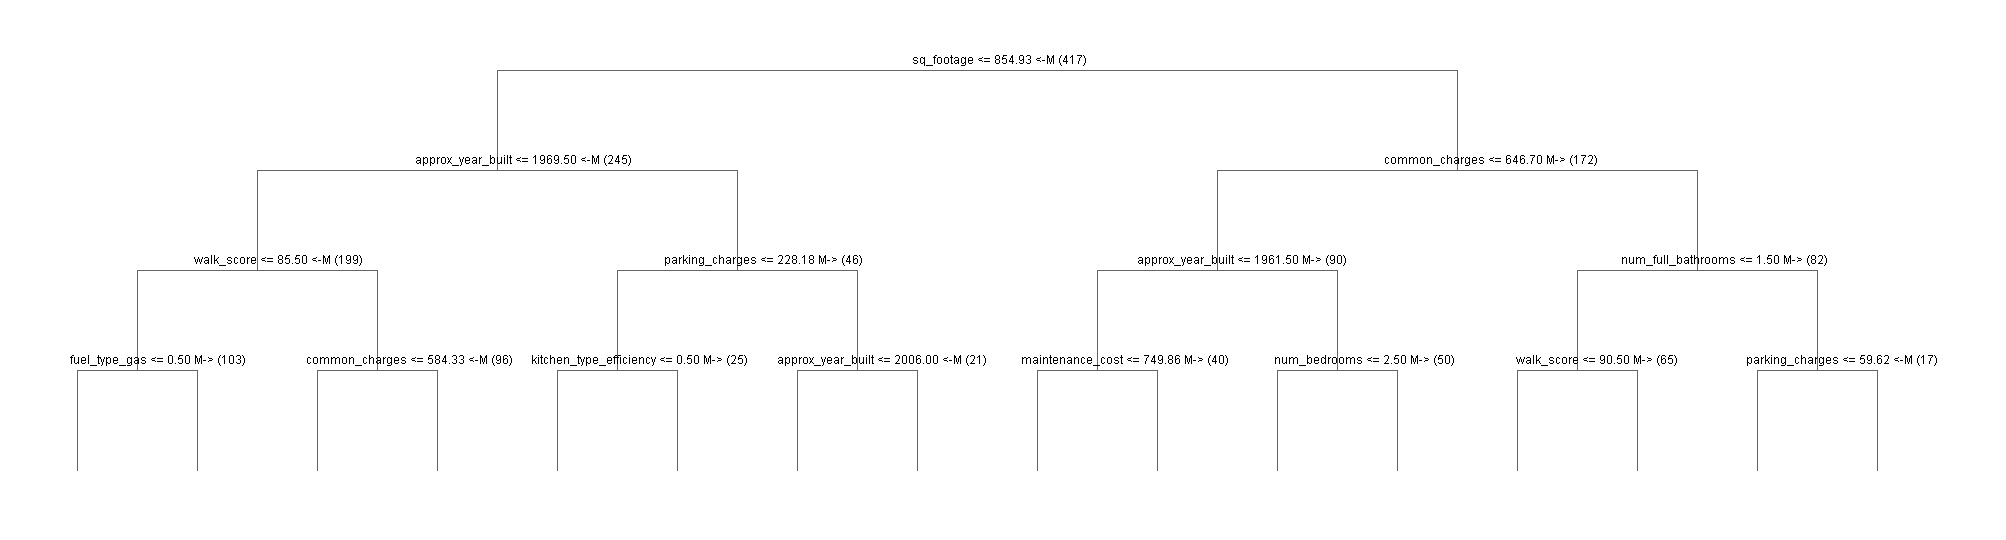 sq_footage <= 854.93 <-M (417)
approx_year_built <= 1969.50 <-M (245)
common_charges <= 646.70 M-> (172)
walk_score <= 85.50 <-M (199)
parking_charges <= 228.18 M-> (46)
approx_year_built <= 1961.50 M-> (90)
num_full_bathrooms <= 1.50 M-> (82)
fuel_type_gas <= 0.50 M-> (103)
common_charges <= 584.33 <-M (96)
kitchen_type_efficiency <= 0.50 M-> (25)
approx_year_built <= 2006.00 <-M (21)
maintenance_cost <= 749.86 M-> (40)
num_bedrooms <= 2.50 M-> (50)
walk_score <= 90.50 M-> (65)
parking_charges <= 59.62 <-M (17)